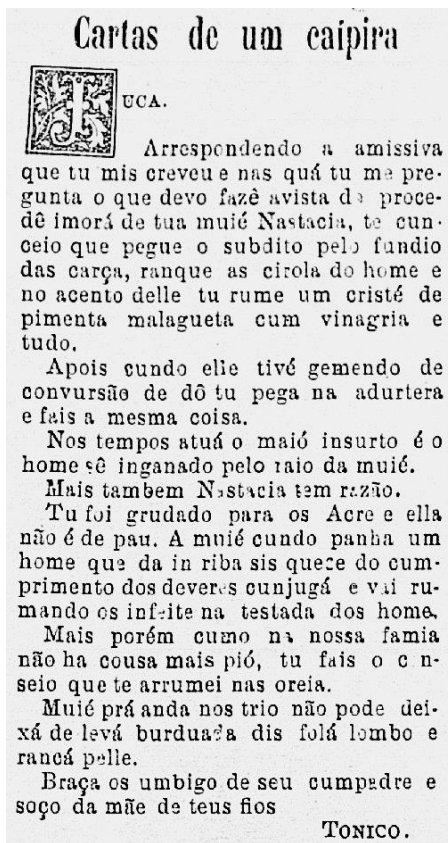 Cartas de um caípira
JUCA.
Arrespondendo a amissiva
que tu mis creveu e nas quá tu me pre-
gunta o que devo fazê avista do proce-
dê imorá de tua muié Nastacia, te cun-
ceio que pegue o subdito pelo fundio
das carça, ranque as cirola do home e
no acento delle tu rume um cristé de
pimenta malagueta cum vinagria e
tudo.
Apois cundo elle tivé gemendo de
convursão de dô tu pega na adurtera
e fais a mesma coisa.
Nos tempos atuá o maió insurto é o
home sê inganado pelo raio da muié.
Mais tambem Nastacia tem razão.
Tu foi grudado para os Acre e ella
não é de pau. A muié cundo panha um
home que da in riba sis quece do cum-
primento dos deveres cunjugá e vai ru-
mando os infeite na testada dos home.
Mais porém cumo na nossa famia
não ha cousa mais pió, tu fais o c n-
seio que te arrumei nas oreia.
Muié prá anda nos trio não pode dei-
xá de levá burduada dis folá lombo e
rancá pelle.
Braça os umbigo de seu cumpadre e
soço da mãe de teus fios
TONICO.